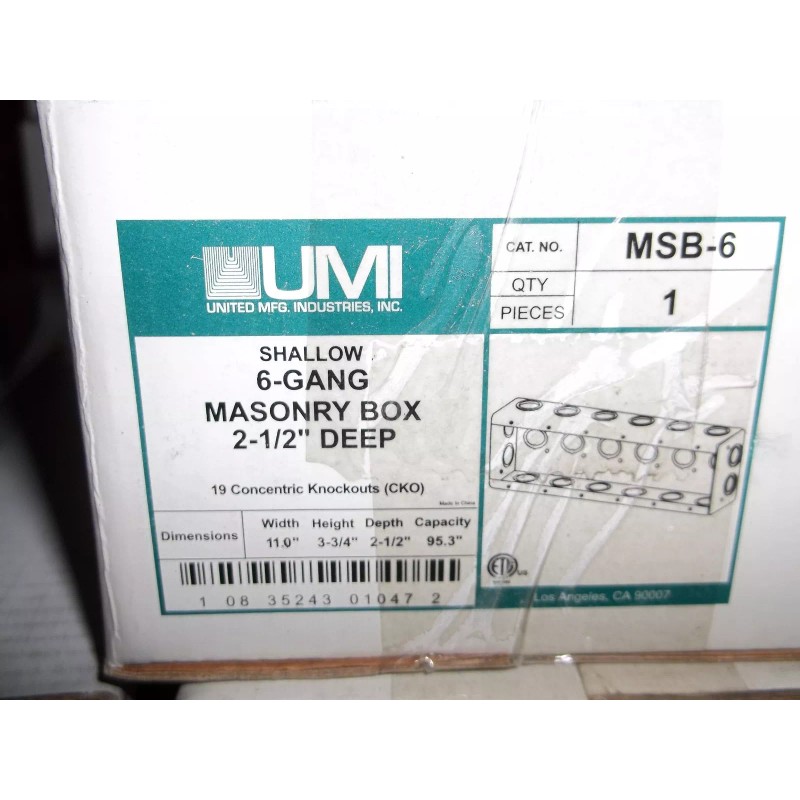 UMI
UNITED MFG. INDUSTRIES, INC.
CAT. NO. MSB-6
QTY
PIECES 1
SHALLOW
6-GANG
MASONRY BOX
2-1/2" DEEP
19 Concentric Knockouts (CKO)
Made in China
Dimensions
Width Height Depth Capacity
11.0" 3-3/4" 2-1/2" 95.3"
1 08 35243 01047 2
ETL US
Los Angeles, CA 90007